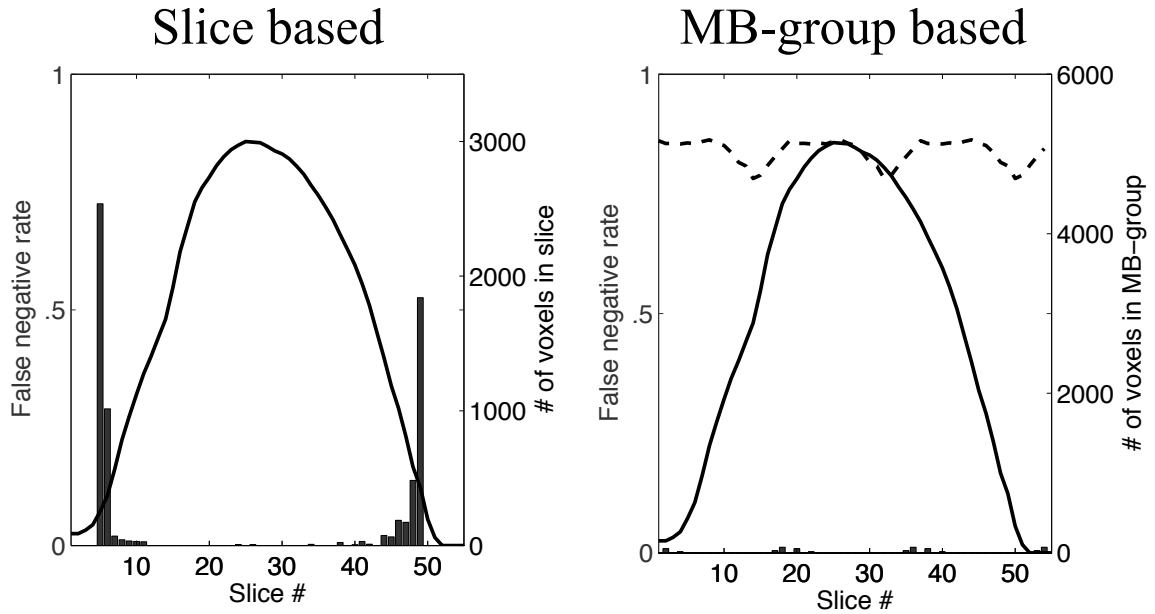 Slice based
MB-group based
1
.5
0
False negative rate
3000
2000
1000
0
# of voxels in slice
10 20 30 40 50
Slice #
1
.5
0
False negative rate
6000
4000
2000
0
# of voxels in MB-group
10 20 30 40 50
Slice #